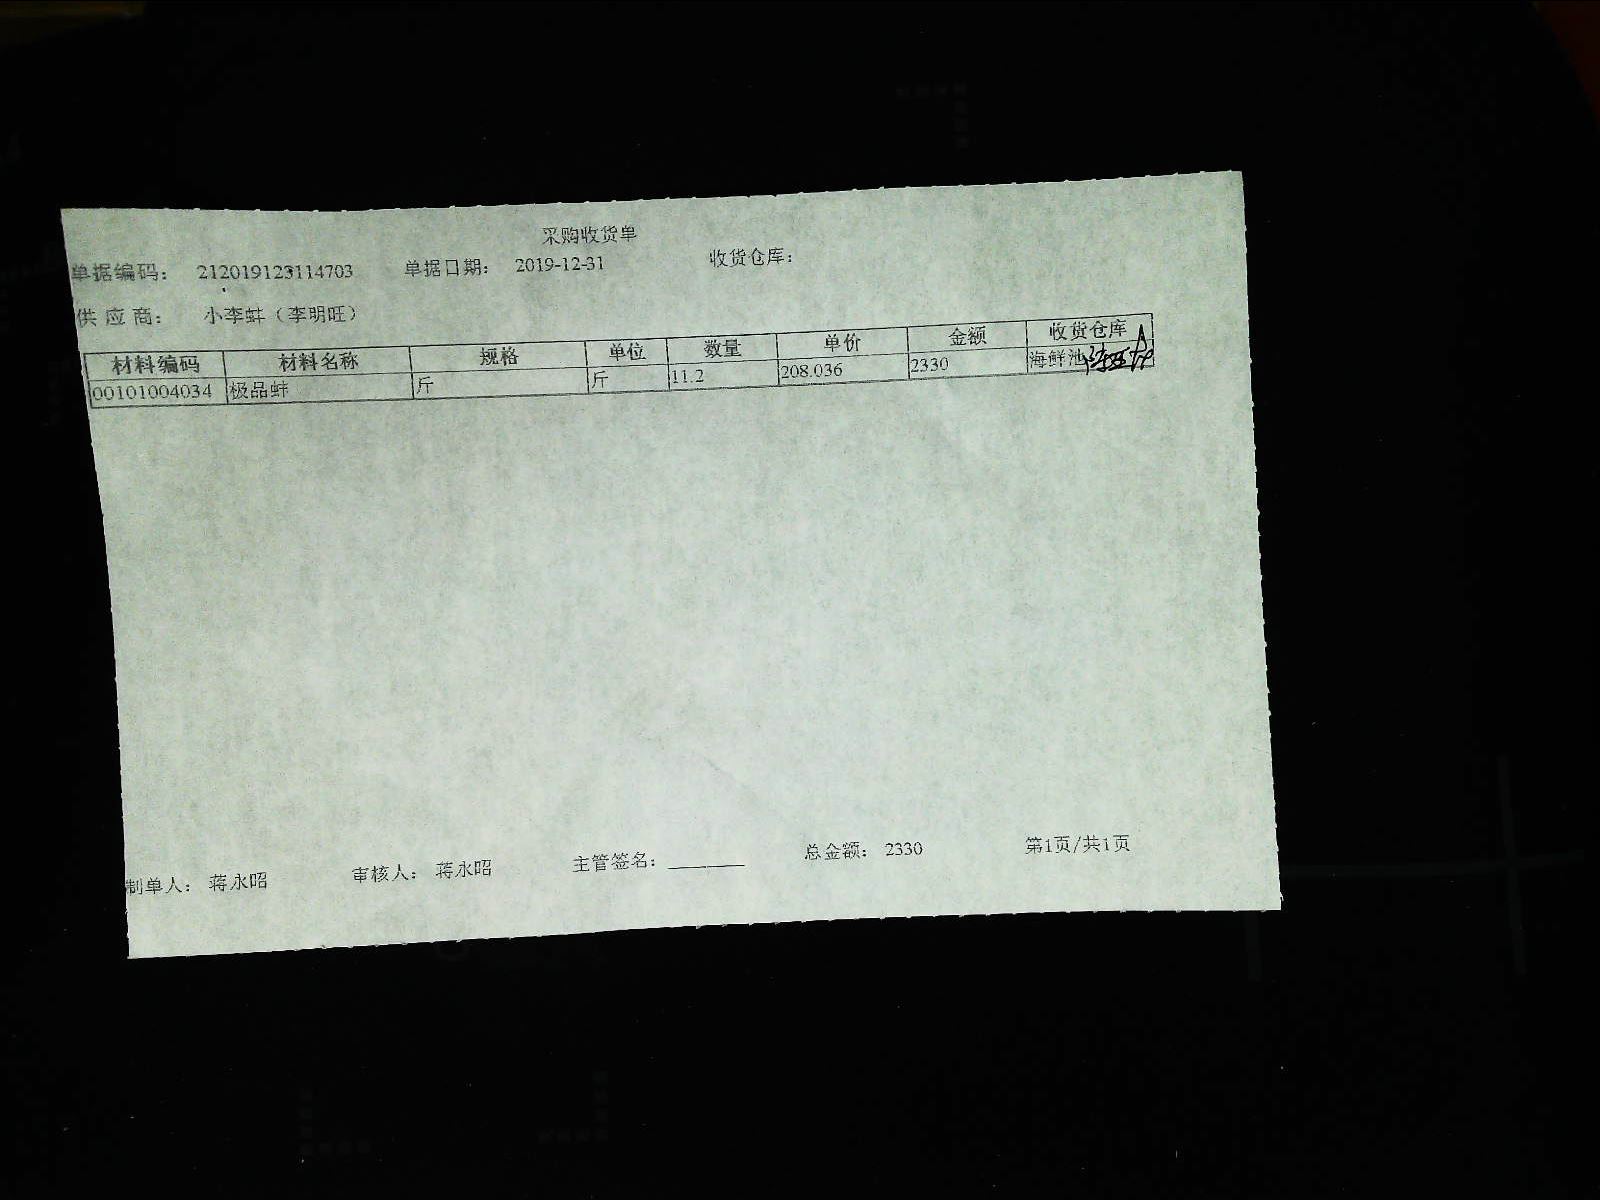 采购收货单
单据编码： 212019123114703 单据日期： 2019-12-31 收货仓库：
供应商： 小李蚌（李明旺）
材料编码 材料名称 规格 单位 数量 单价 金额 收货仓库
00101004034 极品蚌 斤 斤 11.2 208.036 2330 海鲜池
制单人： 蒋永昭 审核人： 蒋永昭 主管签名： 总金额： 2330 第1页/共1页